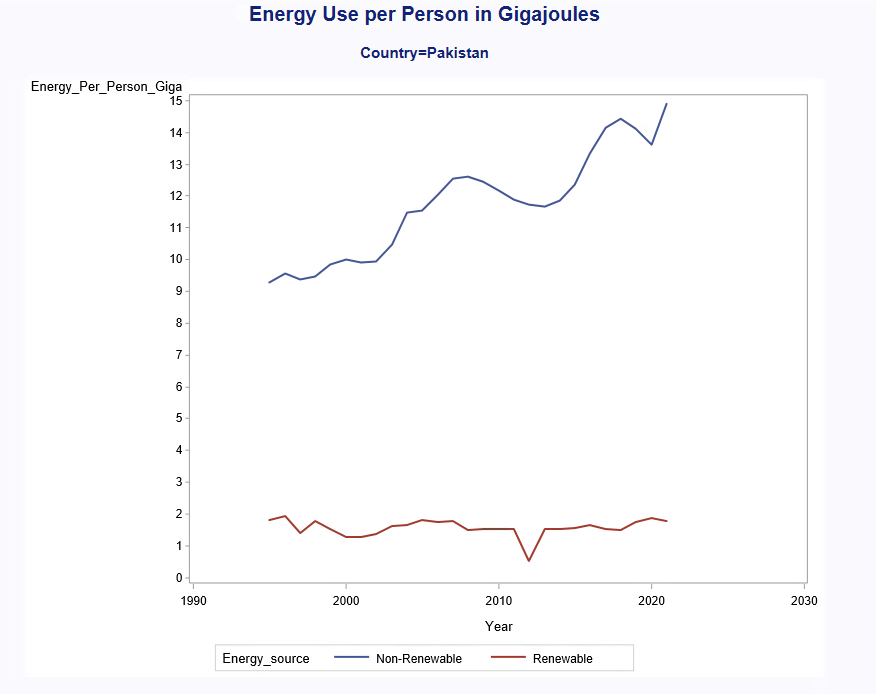 Energy Use per Person in Gigajoules
Country=Pakistan
Energy_Per_Person_Giga
15
14
13
12
11
10
9
8
7
6
5
4
3
2
1
0
1990 2000 2010 2020 2030
Year
Energy_source Non-Renewable Renewable